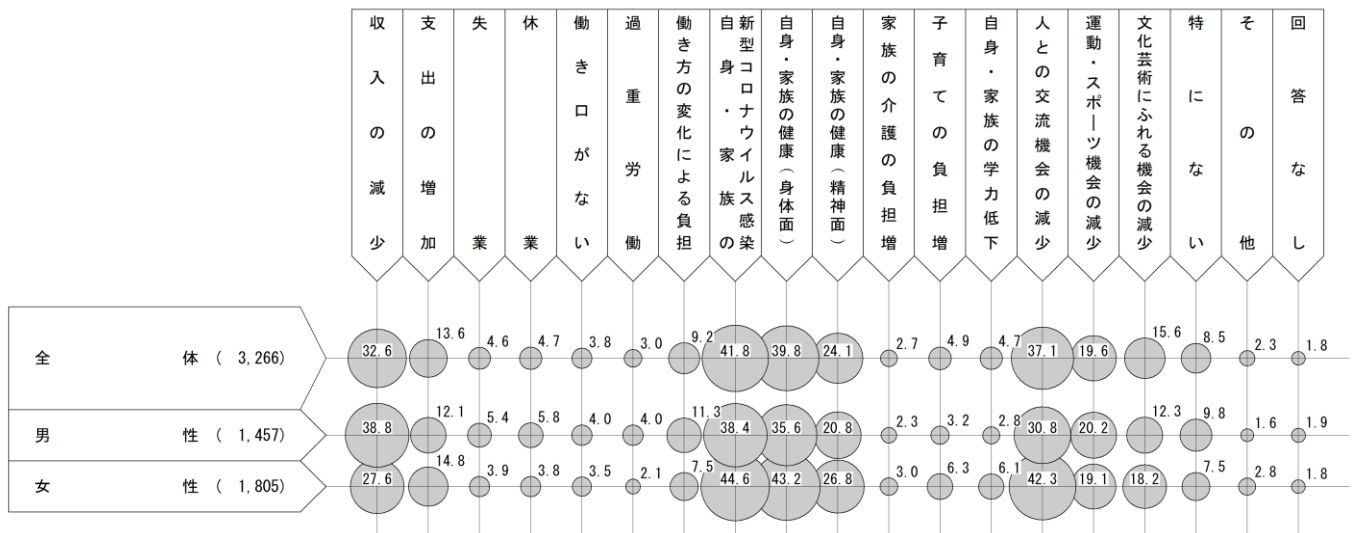 収入の減少
支出の増加
失業
休業
働き口がない
過重労働
働き方の変化による負担
自身・家族の
新型コロナウイルス感染
自身・家族の健康（身体面）
自身・家族の健康（精神面）
家族の介護の負担増
子育ての負担増
自身・家族の学力低下
人との交流機会の減少
運動・スポーツ機会の減少
文化芸術にふれる機会の減少
特にない
その他
回答なし
全体（ 3,266） 32.6 13.6 4.6 4.7 3.8 3.0 9.2 41.8 39.8 24.1 2.7 4.9 4.7 37.1 19.6 15.6 8.5 2.3 1.8
男性（ 1,457） 38.8 12.1 5.4 5.8 4.0 4.0 11.3 38.4 35.6 20.8 2.3 3.2 2.8 30.8 20.2 12.3 9.8 1.6 1.9
女性（ 1,805） 27.6 14.8 3.9 3.8 3.5 2.1 7.5 44.6 43.2 26.8 3.0 6.3 6.1 42.3 19.1 18.2 7.5 2.8 1.8